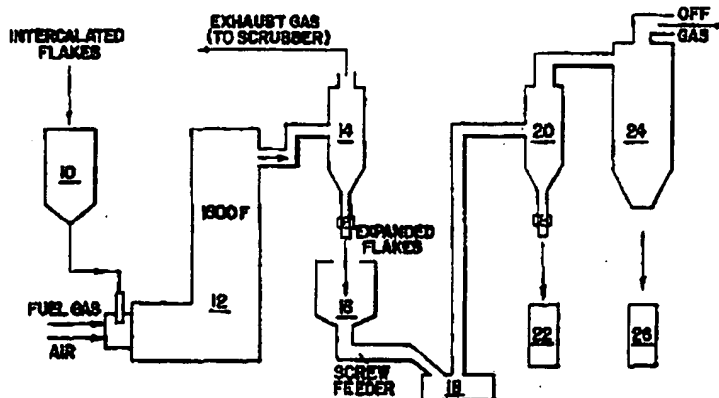 INTERCALATED
FLAKES
EXHAUST GAS
(TO SCRUBBER)
OFF
GAS
10
14
20
24
1800 F
12
EXPANDED
FLAKES
16
FUEL GAS
AIR
SCREW
FEEDER
18
22
26